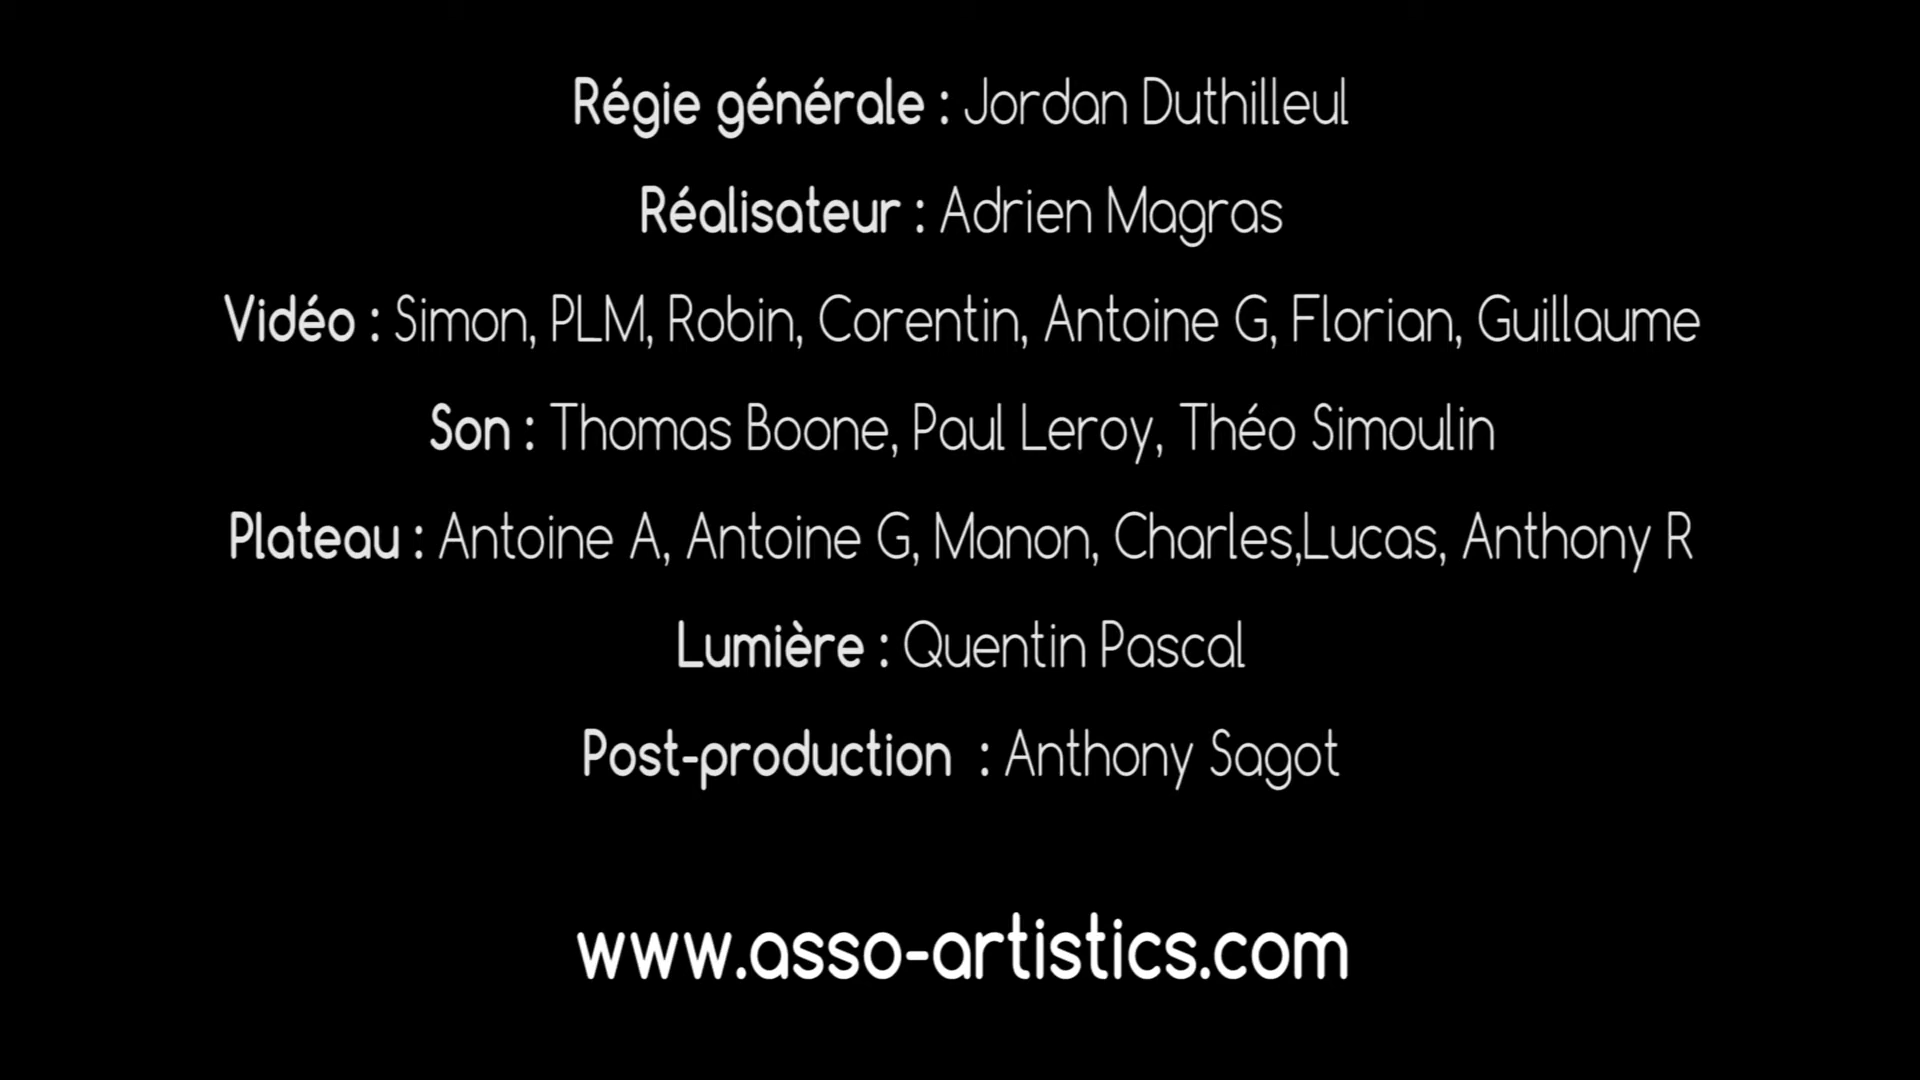 Régie générale : Jordan Duthilleul
Réalisateur : Adrien Magras
Vidéo : Simon, PLM, Robin, Corentin, Antoine G, Florian, Guillaume
Son : Thomas Boone, Paul Leroy, Théo Simoulin
Plateau : Antoine A, Antoine G, Manon, Charles,Lucas, Anthony R
Lumière : Quentin Pascal
Post-production  : Anthony Sagot
www.asso-artistics.com